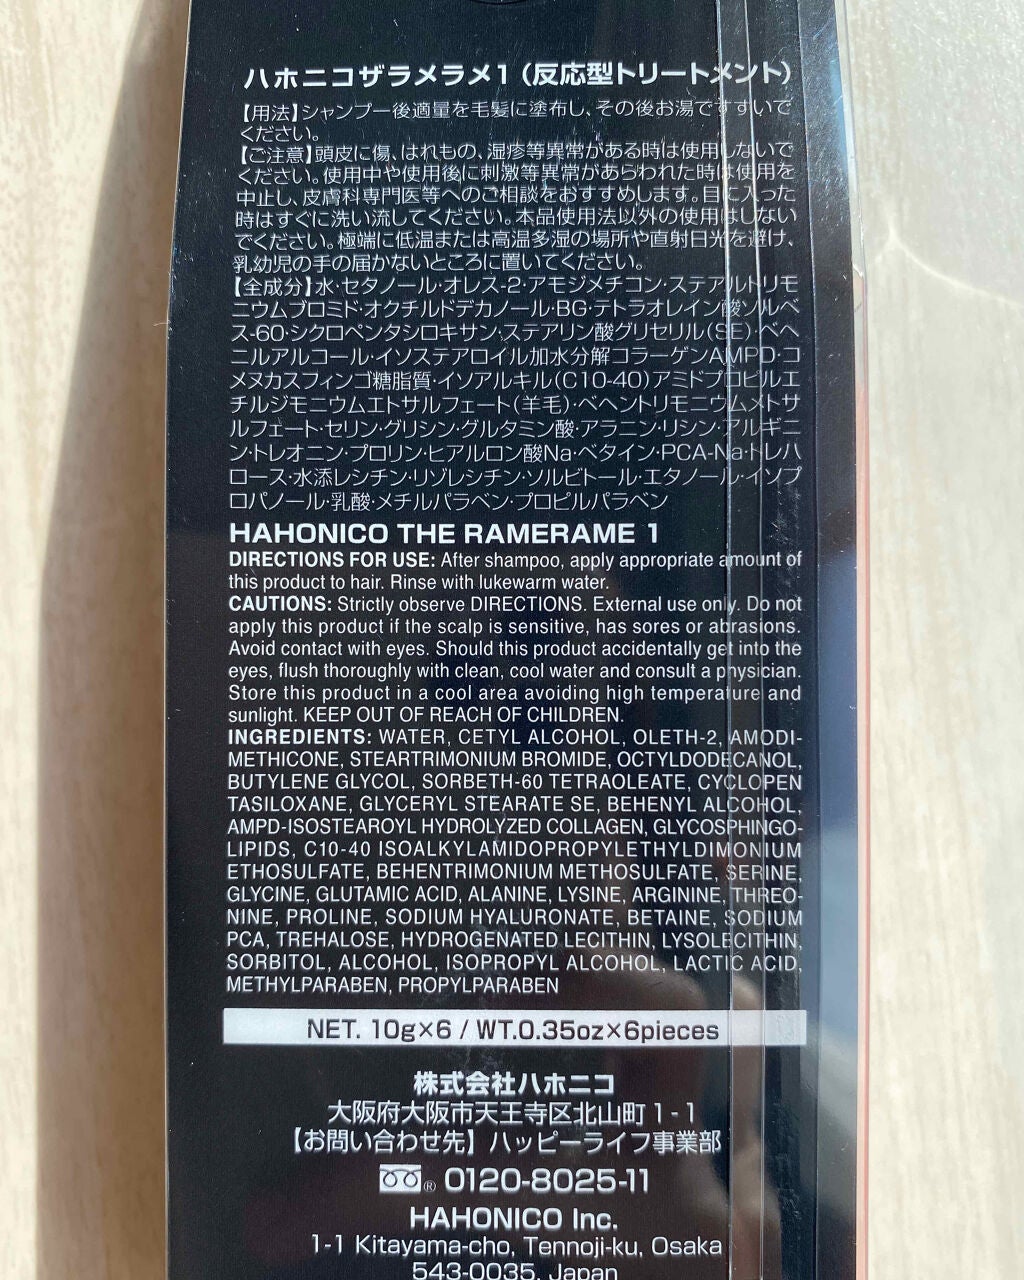 ハホニコザラメラメ1（反応型トリートメント）
【用法】シャンプー後適量を毛髪に塗布し、その後お湯ですすいで
ください。
【ご注意】頭皮に傷、はれもの、湿疹等異常がある時は使用しないで
ください。使用中や使用後に刺激等異常があらわれた時は使用を
中止し、皮膚科専門医等へのご相談をおすすめします。目に入った
時はすぐに洗い流してください。本品使用法以外の使用はしない
でください。極端に低温または高温多湿の場所や直射日光を避け、
乳幼児の手の届かないところに置いてください。
【全成分】水・セタノール・オレス-2・アモジメチコン・ステアルトリモ
ニウムブロミド・オクチルドデカノール・BG・テトラオレイン酸ソルベ
ス-60・シクロペンタシロキサン・ステアリン酸グリセリル(SE)・ベヘ
ニルアルコール・イソステアロイル加水分解コラーゲンAMPD・コ
メヌカスフィンゴ糖脂質・イソアルキル(C10-40)アミドプロピルエ
チルジモニウムエトサルフェート(羊毛)・ベヘントリモニウムメトサ
ルフェート・セリン・グリシン・グルタミン酸・アラニン・リシン・アルギニ
ン・トレオニン・プロリン・ヒアルロン酸Na・ベタイン・PCA-Na・トレハ
ロース・水添レシチン・リゾレシチン・ソルビトール・エタノール・イソプ
ロパノール・乳酸・メチルパラベン・プロピルパラベン
HAHONICO THE RAMERAME 1
DIRECTIONS FOR USE: After shampoo, apply appropriate amount of
this product to hair. Rinse with lukewarm water.
CAUTIONS: Strictly observe DIRECTIONS. External use only. Do not
apply this product if the scalp is sensitive, has sores or abrasions.
Avoid contact with eyes. Should this product accidentally get into the
eyes, flush thoroughly with clean, cool water and consult a physician.
Store this product in a cool area avoiding high temperature and
sunlight. KEEP OUT OF REACH OF CHILDREN.
INGREDIENTS: WATER, CETYL ALCOHOL, OLETH-2, AMODI-
METHICONE, STEARTRIMONIUM BROMIDE, OCTYLDODECANOL,
BUTYLENE GLYCOL, SORBETH-60 TETRAOLEATE, CYCLOPEN
TASILOXANE, GLYCERYL STEARATE SE, BEHENYL ALCOHOL,
AMPD-ISOSTEAROYL HYDROLYZED COLLAGEN, GLYCOSPHINGO-
LIPIDS, C10-40 ISOALKYLAMIDOPROPYLETHYLDIMONIUM
ETHOSULFATE, BEHENTRIMONIUM METHOSULFATE, SERINE,
GLYCINE, GLUTAMIC ACID, ALANINE, LYSINE, ARGININE, THREO-
NINE, PROLINE, SODIUM HYALURONATE, BETAINE, SODIUM
PCA, TREHALOSE, HYDROGENATED LECITHIN, LYSOLECITHIN,
SORBITOL, ALCOHOL, ISOPROPYL ALCOHOL, LACTIC ACID,
METHYLPARABEN, PROPYLPARABEN
NET. 10g×6 / WT.0.35oz×6pieces
株式会社ハホニコ
大阪府大阪市天王寺区北山町 1 - 1
【お問い合わせ先】ハッピーライフ事業部
® 0120-8025-11
HAHONICO Inc.
1-1 Kitayama-cho, Tennoji-ku, Osaka
543-0035, Japan